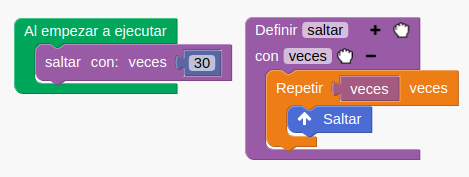 Al empezar a ejecutar
saltar con: veces 30
Definir saltar + 
con veces −
Repetir veces veces
Saltar